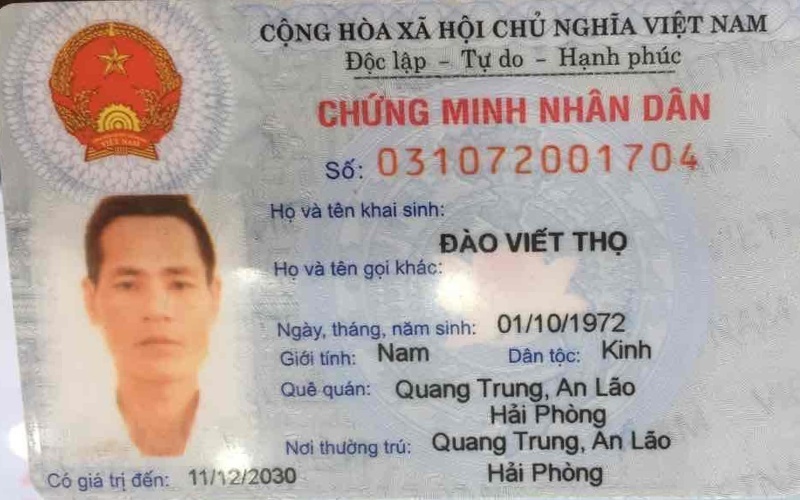 CỘNG HÒA XÃ HỘI CHỦ NGHĨA VIỆT NAM
Độc lập - Tự do - Hạnh phúc
CHỨNG MINH NHÂN DÂN
Số: 031072001704
Họ và tên khai sinh:
ĐÀO VIẾT THỌ
Họ và tên gọi khác:
Ngày, tháng, năm sinh: 01/10/1972
Giới tính: Nam Dân tộc: Kinh
Quê quán: Quang Trung, An Lão
Hải Phòng
Nơi thường trú: Quang Trung, An Lão
Hải Phòng
Có giá trị đến: 11/12/2030
VIỆT NAM